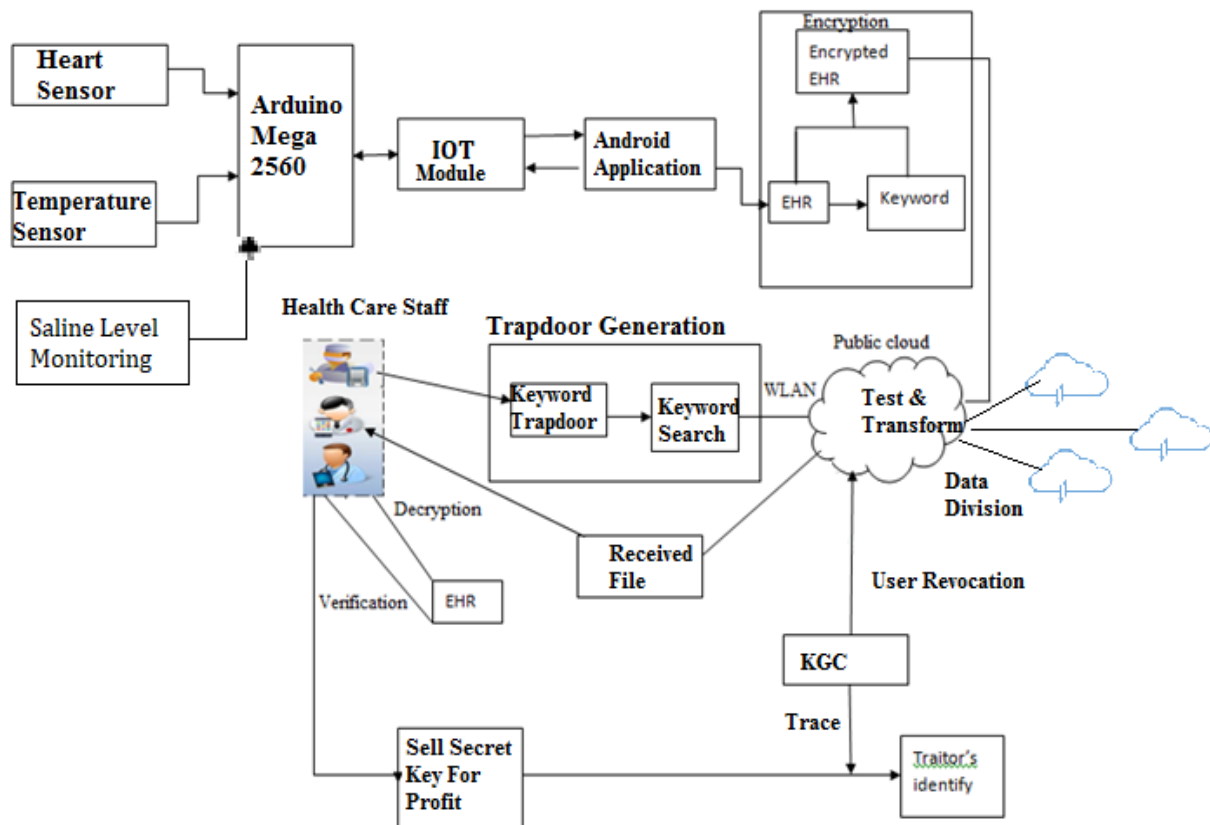 Heart
Sensor
Arduino
Mega
2560
Temperature
Sensor
Saline Level
Monitoring
IOT
Module
Android
Application
Encryption
Encrypted
EHR
EHR
Keyword
Health Care Staff
Trapdoor Generation
Keyword
Trapdoor
Keyword
Search
WLAN
Public cloud
Test &
Transform
Data
Division
Decryption
Verification
EHR
Received
File
User Revocation
KGC
Trace
Sell Secret
Key For
Profit
Traitor's
identify